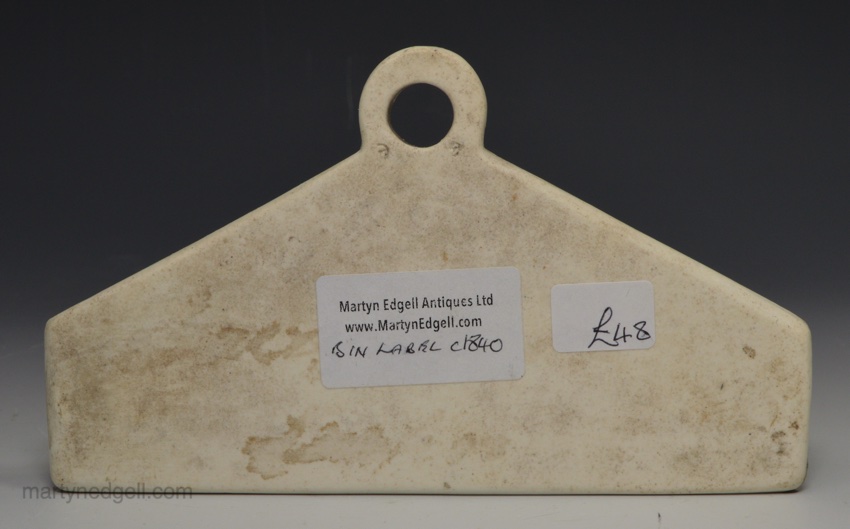 Martyn Edgell Antiques Ltd
www.MartynEdgell.com
BIN LABEL c1840
£48
martynedgell.com